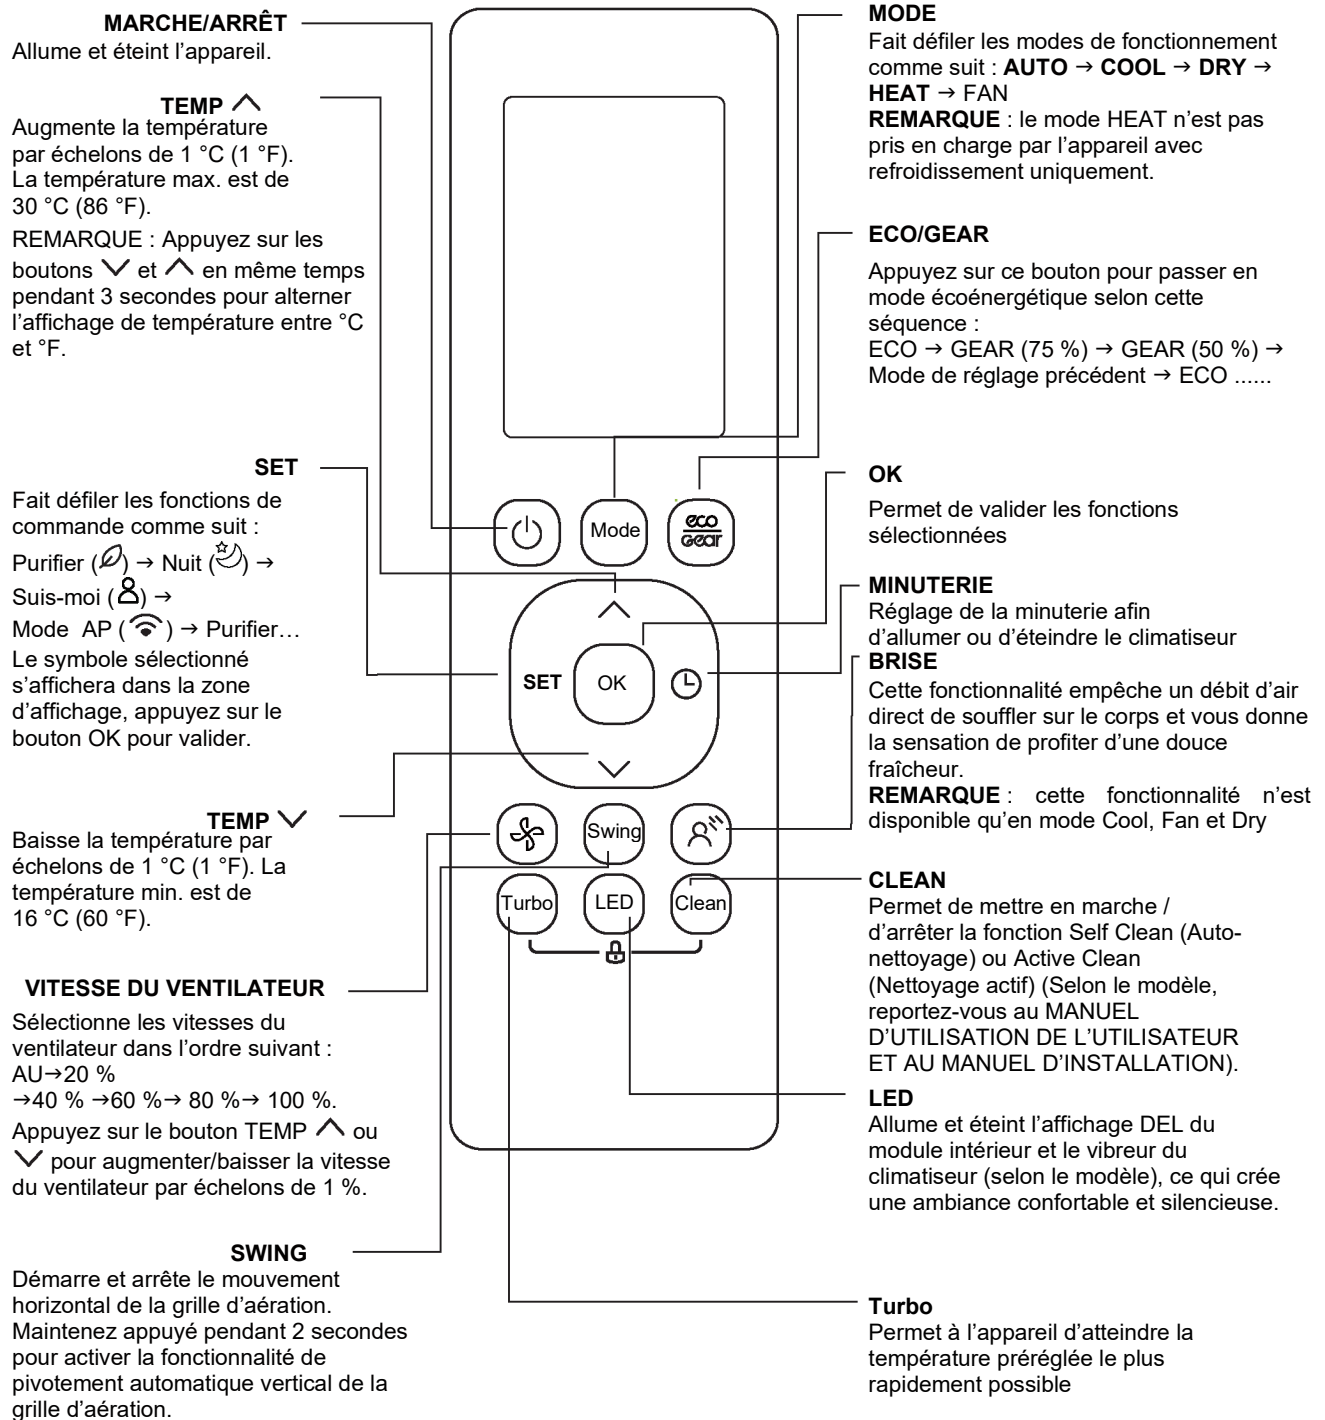 MARCHE/ARRÊT
Allume et éteint l’appareil.
TEMP
Augmente la température
par échelons de 1 °C (1 °F).
La température max. est de
30 °C (86 °F).
REMARQUE : Appuyez sur les
boutons et en même temps
pendant 3 secondes pour alterner
l’affichage de température entre °C
et °F.
SET
Fait défiler les fonctions de
commande comme suit :
Purifier ( ) → Nuit ( ) →
Suis-moi ( ) →
Mode AP ( ) → Purifier…
Le symbole sélectionné
s’affichera dans la zone
d’affichage, appuyez sur le
bouton OK pour valider.
TEMP
Baisse la température par
échelons de 1 °C (1 °F). La
température min. est de
16 °C (60 °F).
VITESSE DU VENTILATEUR
Sélectionne les vitesses du
ventilateur dans l’ordre suivant :
AU→20 %
→40 % →60 %→ 80 %→ 100 %.
Appuyez sur le bouton TEMP ou
pour augmenter/baisser la vitesse
du ventilateur par échelons de 1 %.
SWING
Démarre et arrête le mouvement
horizontal de la grille d’aération.
Maintenez appuyé pendant 2 secondes
pour activer la fonctionnalité de
pivotement automatique vertical de la
grille d’aération.
Mode
eco
Gear
SET
OK
Swing
Turbo
LED
Clean
MODE
Fait défiler les modes de fonctionnement
comme suit : AUTO → COOL → DRY →
HEAT → FAN
REMARQUE : le mode HEAT n’est pas
pris en charge par l’appareil avec
refroidissement uniquement.
ECO/GEAR
Appuyez sur ce bouton pour passer en
mode écoénergétique selon cette
séquence :
ECO → GEAR (75 %) → GEAR (50 %) →
Mode de réglage précédent → ECO ......
OK
Permet de valider les fonctions
sélectionnées
MINUTERIE
Réglage de la minuterie afin
d’allumer ou d’éteindre le climatiseur
BRISE
Cette fonctionnalité empêche un débit d’air
direct de souffler sur le corps et vous donne
la sensation de profiter d’une douce
fraîcheur.
REMARQUE : cette fonctionnalité n’est
disponible qu’en mode Cool, Fan et Dry
CLEAN
Permet de mettre en marche /
d’arrêter la fonction Self Clean (Auto-
nettoyage) ou Active Clean
(Nettoyage actif) (Selon le modèle,
reportez-vous au MANUEL
D'UTILISATION DE L’UTILISATEUR
ET AU MANUEL D’INSTALLATION).
LED
Allume et éteint l’affichage DEL du
module intérieur et le vibreur du
climatiseur (selon le modèle), ce qui crée
une ambiance confortable et silencieuse.
Turbo
Permet à l’appareil d’atteindre la
température préréglée le plus
rapidement possible